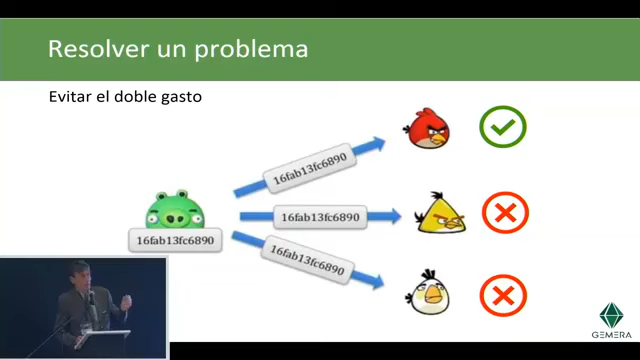 Resolver un problema
Evitar el doble gasto
16fab13fc6890
16fab13fc6890
16fab13fc6890
16fab13fc6890
GEMERA